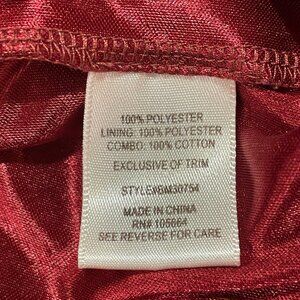 100% POLYESTER
LINING: 100% POLYESTER
COMBO: 100% COTTON
EXCLUSIVE OF TRIM
STYLE#BM30754
MADE IN CHINA
RN# 105064
SEE REVERSE FOR CARE